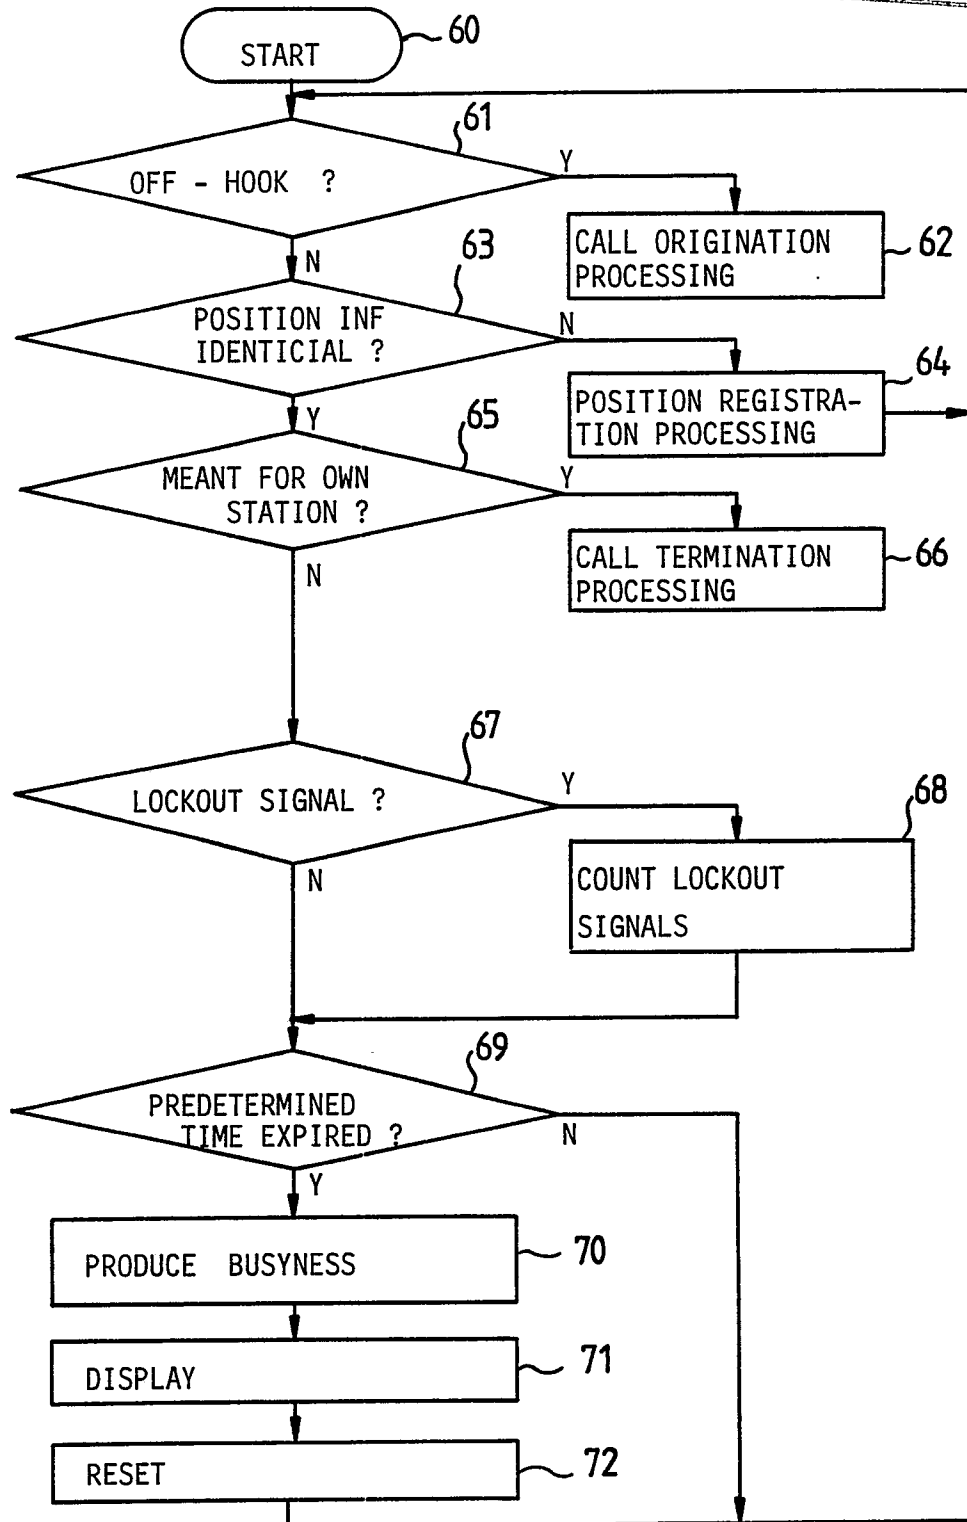 START
60
61
OFF - HOOK ?
Y
CALL ORIGINATION
PROCESSING
62
N
63
POSITION INF
IDENTICIAL ?
N
64
POSITION REGISTRA-
TION PROCESSING
Y
65
MEANT FOR OWN
STATION ?
Y
CALL TERMINATION
PROCESSING
66
N
67
LOCKOUT SIGNAL ?
Y
68
COUNT LOCKOUT
SIGNALS
N
69
PREDETERMINED
TIME EXPIRED ?
N
Y
PRODUCE BUSYNESS
70
DISPLAY
71
RESET
72